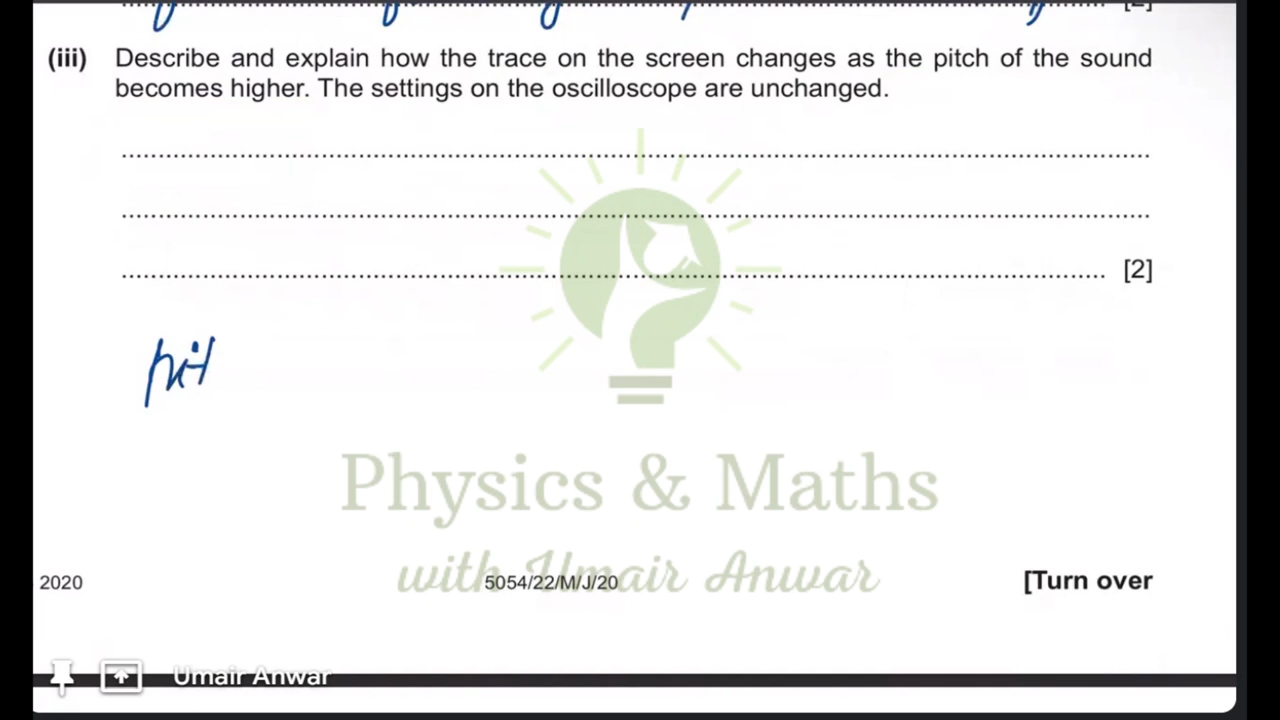 [2]
(iii) Describe and explain how the trace on the screen changes as the pitch of the sound
becomes higher. The settings on the oscilloscope are unchanged.
[2]
pit
Physics & Maths
with Umair Anwar
2020 5054/22/M/J/20 [Turn over
Umair Anwar